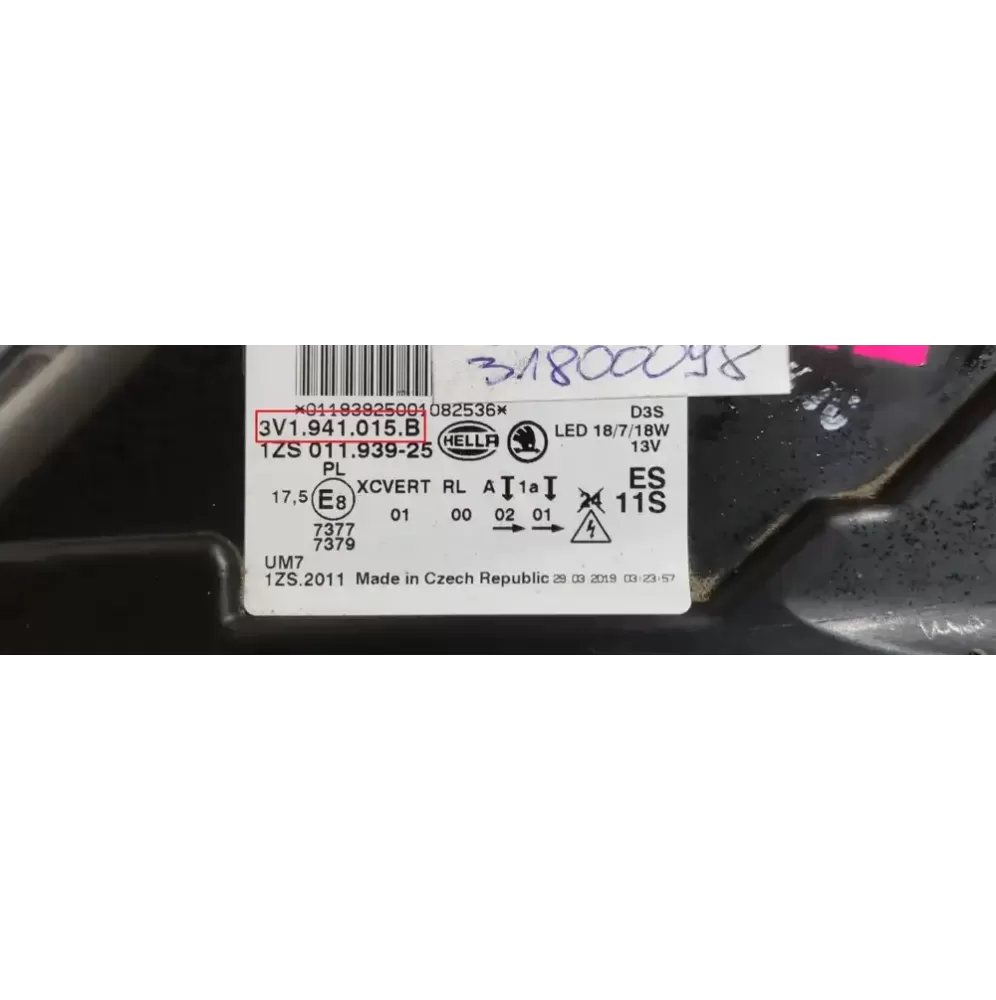 31800098
*01193925001082536*
3V1.941.015.B
HELLA
D3S
LED 18/7/18W
13V
1ZS 011.939-25
PL
17,5 E8 XCVERT RL A 1a 24 ES
01 00 02 01 11S
7377
7379
UM7
1ZS.2011 Made in Czech Republic 29 03 2019 03:23:57